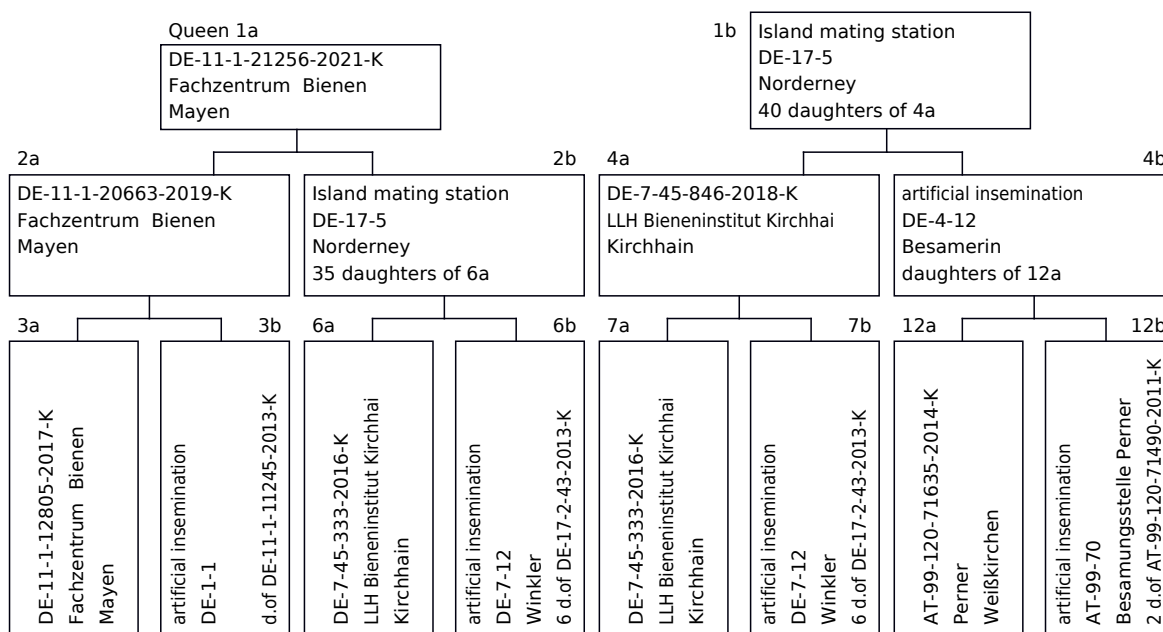 Queen 1a
DE-11-1-21256-2021-K
Fachzentrum Bienen
Mayen
1b
Island mating station
DE-17-5
Norderney
40 daughters of 4a
2a
DE-11-1-20663-2019-K
Fachzentrum Bienen
Mayen
2b
Island mating station
DE-17-5
Norderney
35 daughters of 6a
4a
DE-7-45-846-2018-K
LLH Bieneninstitut Kirchhai
Kirchhain
4b
artificial insemination
DE-4-12
Besamerin
daughters of 12a
3a
DE-11-1-12805-2017-K
Fachzentrum Bienen
Mayen
3b
artificial insemination
DE-1-1
d.of DE-11-1-11245-2013-K
6a
DE-7-45-333-2016-K
LLH Bieneninstitut Kirchhai
Kirchhain
6b
artificial insemination
DE-7-12
Winkler
6 d.of DE-17-2-43-2013-K
7a
DE-7-45-333-2016-K
LLH Bieneninstitut Kirchhai
Kirchhain
7b
artificial insemination
DE-7-12
Winkler
6 d.of DE-17-2-43-2013-K
12a
AT-99-120-71635-2014-K
Perner
Weißkirchen
12b
artificial insemination
AT-99-70
Besamungsstelle Perner
2 d.of AT-99-120-71490-2011-K